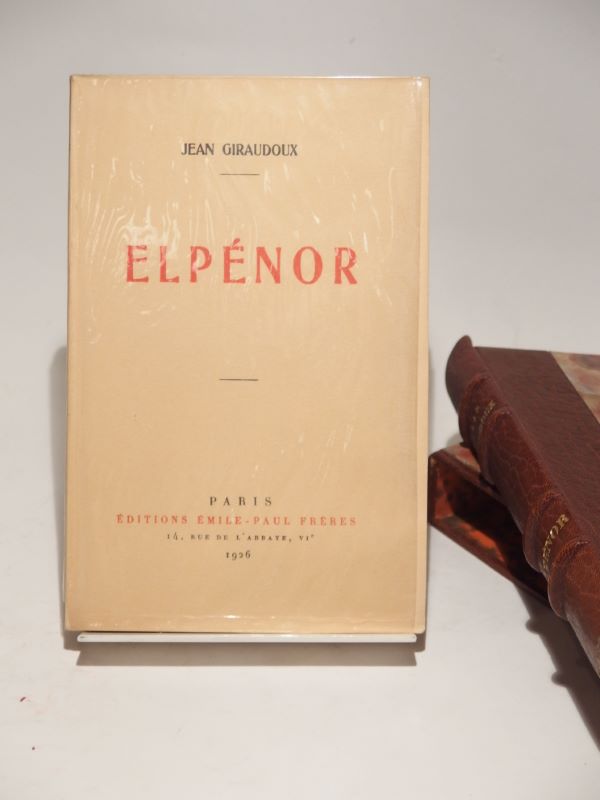 JEAN GIRAUDOUX
ELPÉNOR
PARIS
ÉDITIONS ÉMILE-PAUL FRÈRES
14, RUE DE L'ABBAYE, VIᵉ
1926